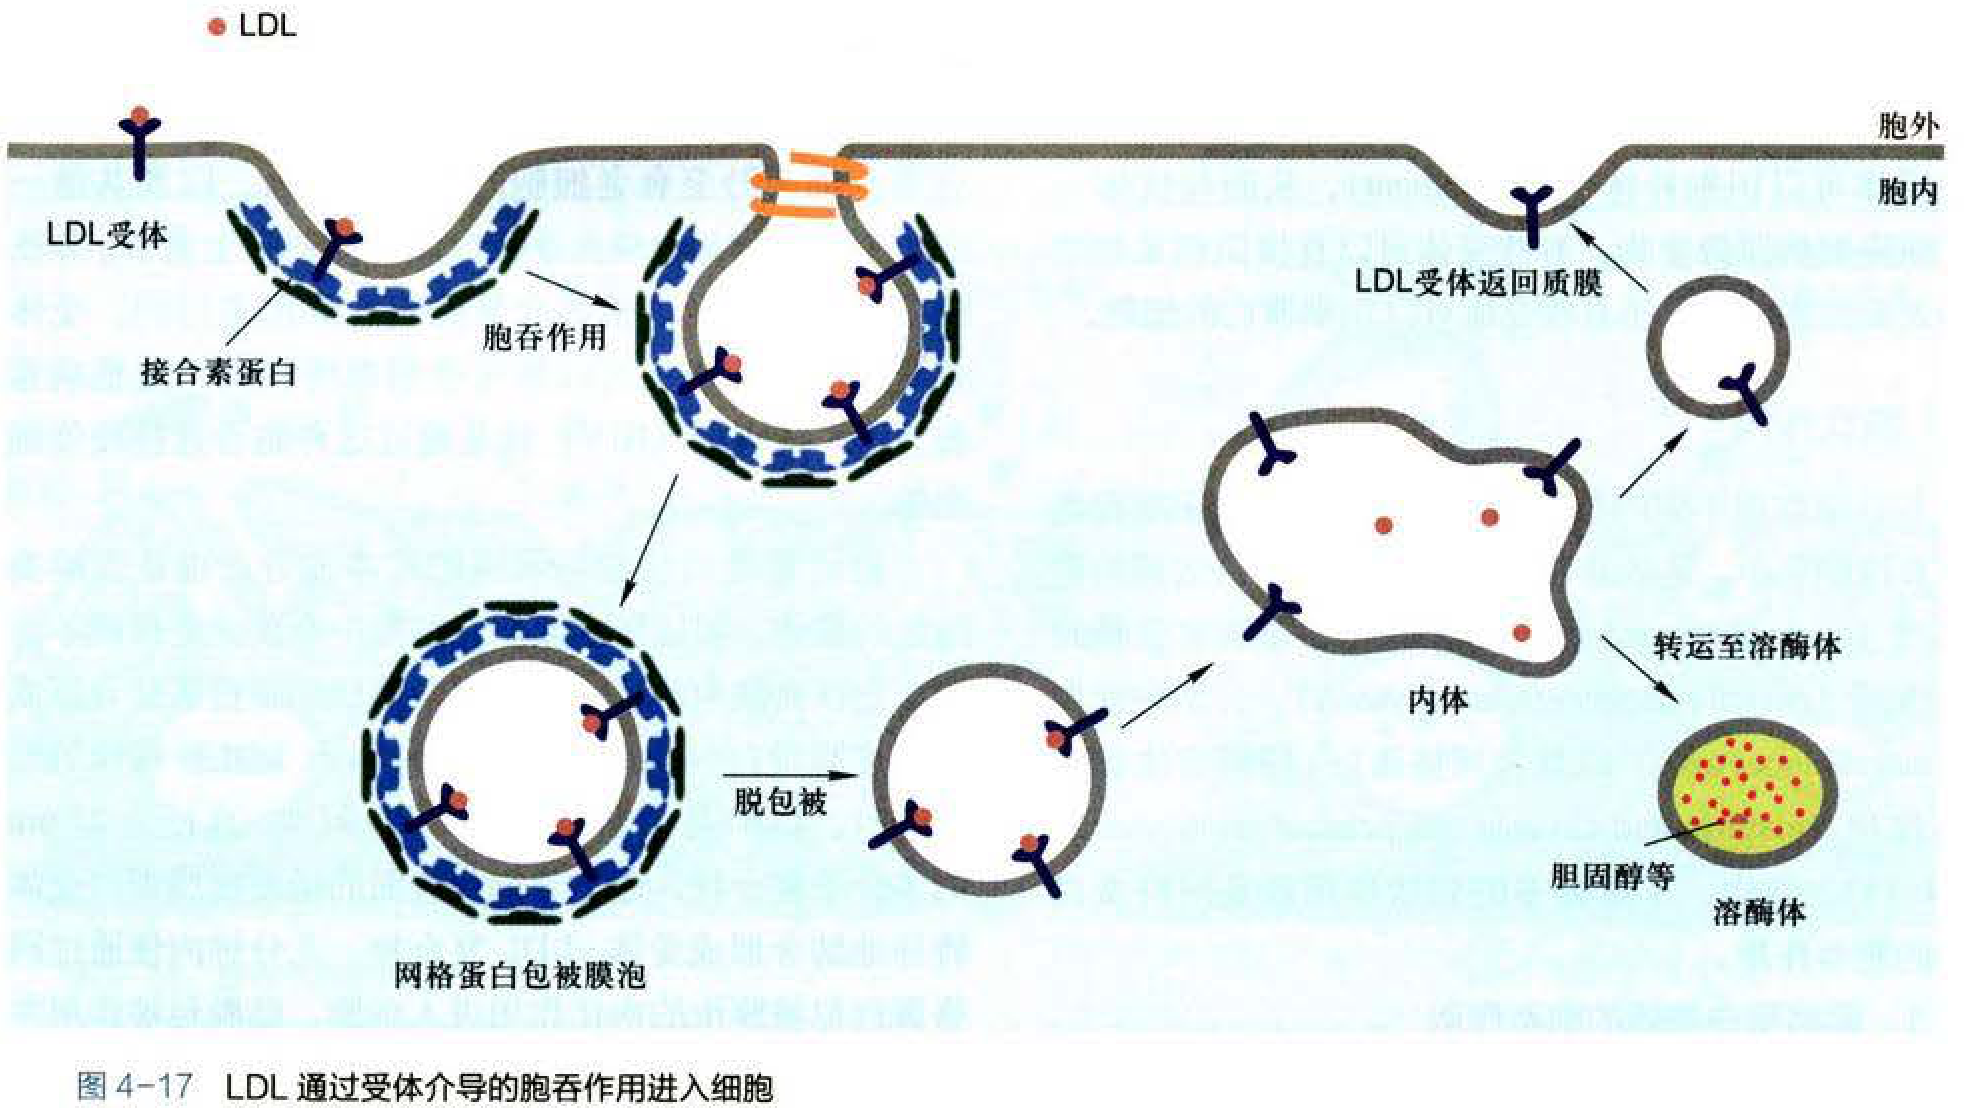 LDL
胞外
胞内
LDL受体
LDL受体返回质膜
胞吞作用
接合素蛋白
转运至溶酶体
内体
脱包被
胆固醇等
溶酶体
网格蛋白包被膜泡
图 4-17 LDL 通过受体介导的胞吞作用进入细胞